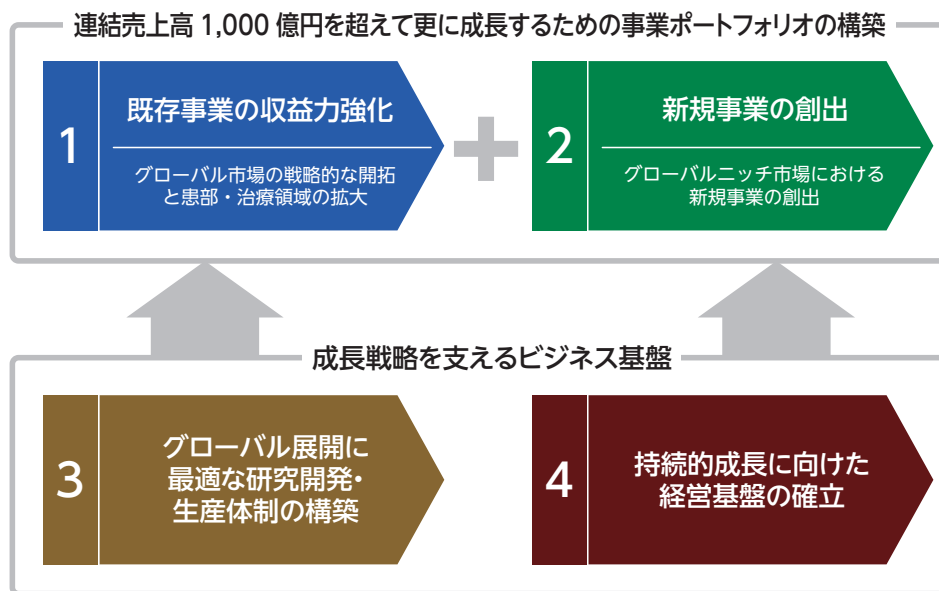 連結売上高 1,000 億円を超えて更に成長するための事業ポートフォリオの構築
1
既存事業の収益力強化
グローバル市場の戦略的な開拓
と患部・治療領域の拡大
2
新規事業の創出
グローバルニッチ市場における
新規事業の創出
成長戦略を支えるビジネス基盤
3
グローバル展開に
最適な研究開発・
生産体制の構築
4
持続的成長に向けた
経営基盤の確立